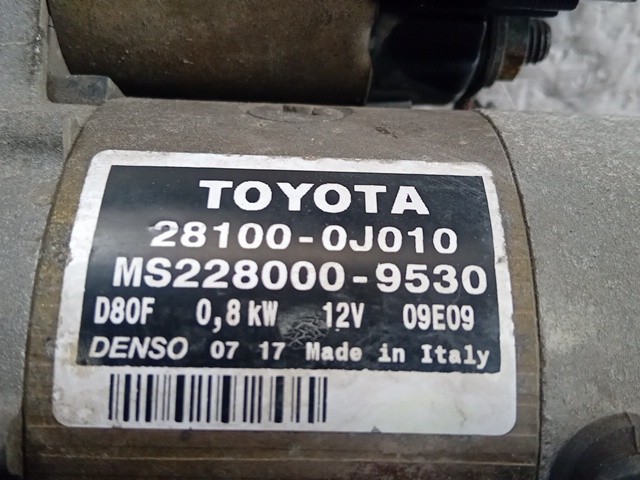 TOYOTA
28100-0J010
MS228000-9530
D80F 0,8 kW 12V 09E09
DENSO 07 17 Made in Italy